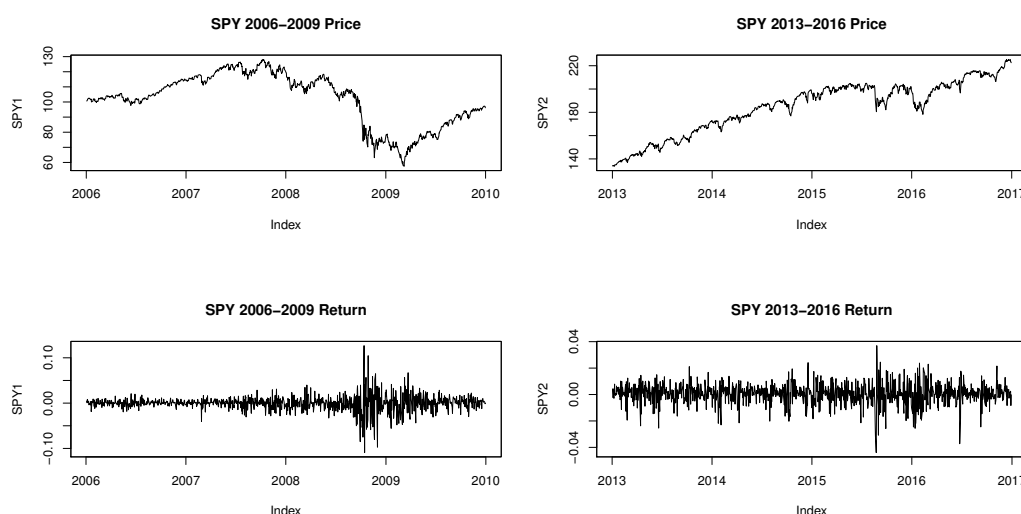 SPY 2006−2009 Price
SPY1
60 80 100 130
2006 2007 2008 2009 2010
Index
SPY 2013−2016 Price
SPY2
140 180 220
2013 2014 2015 2016 2017
Index
SPY 2006−2009 Return
SPY1
−0.10 0.00 0.10
2006 2007 2008 2009 2010
Index
SPY 2013−2016 Return
SPY2
−0.04 0.00 0.04
2013 2014 2015 2016 2017
Index